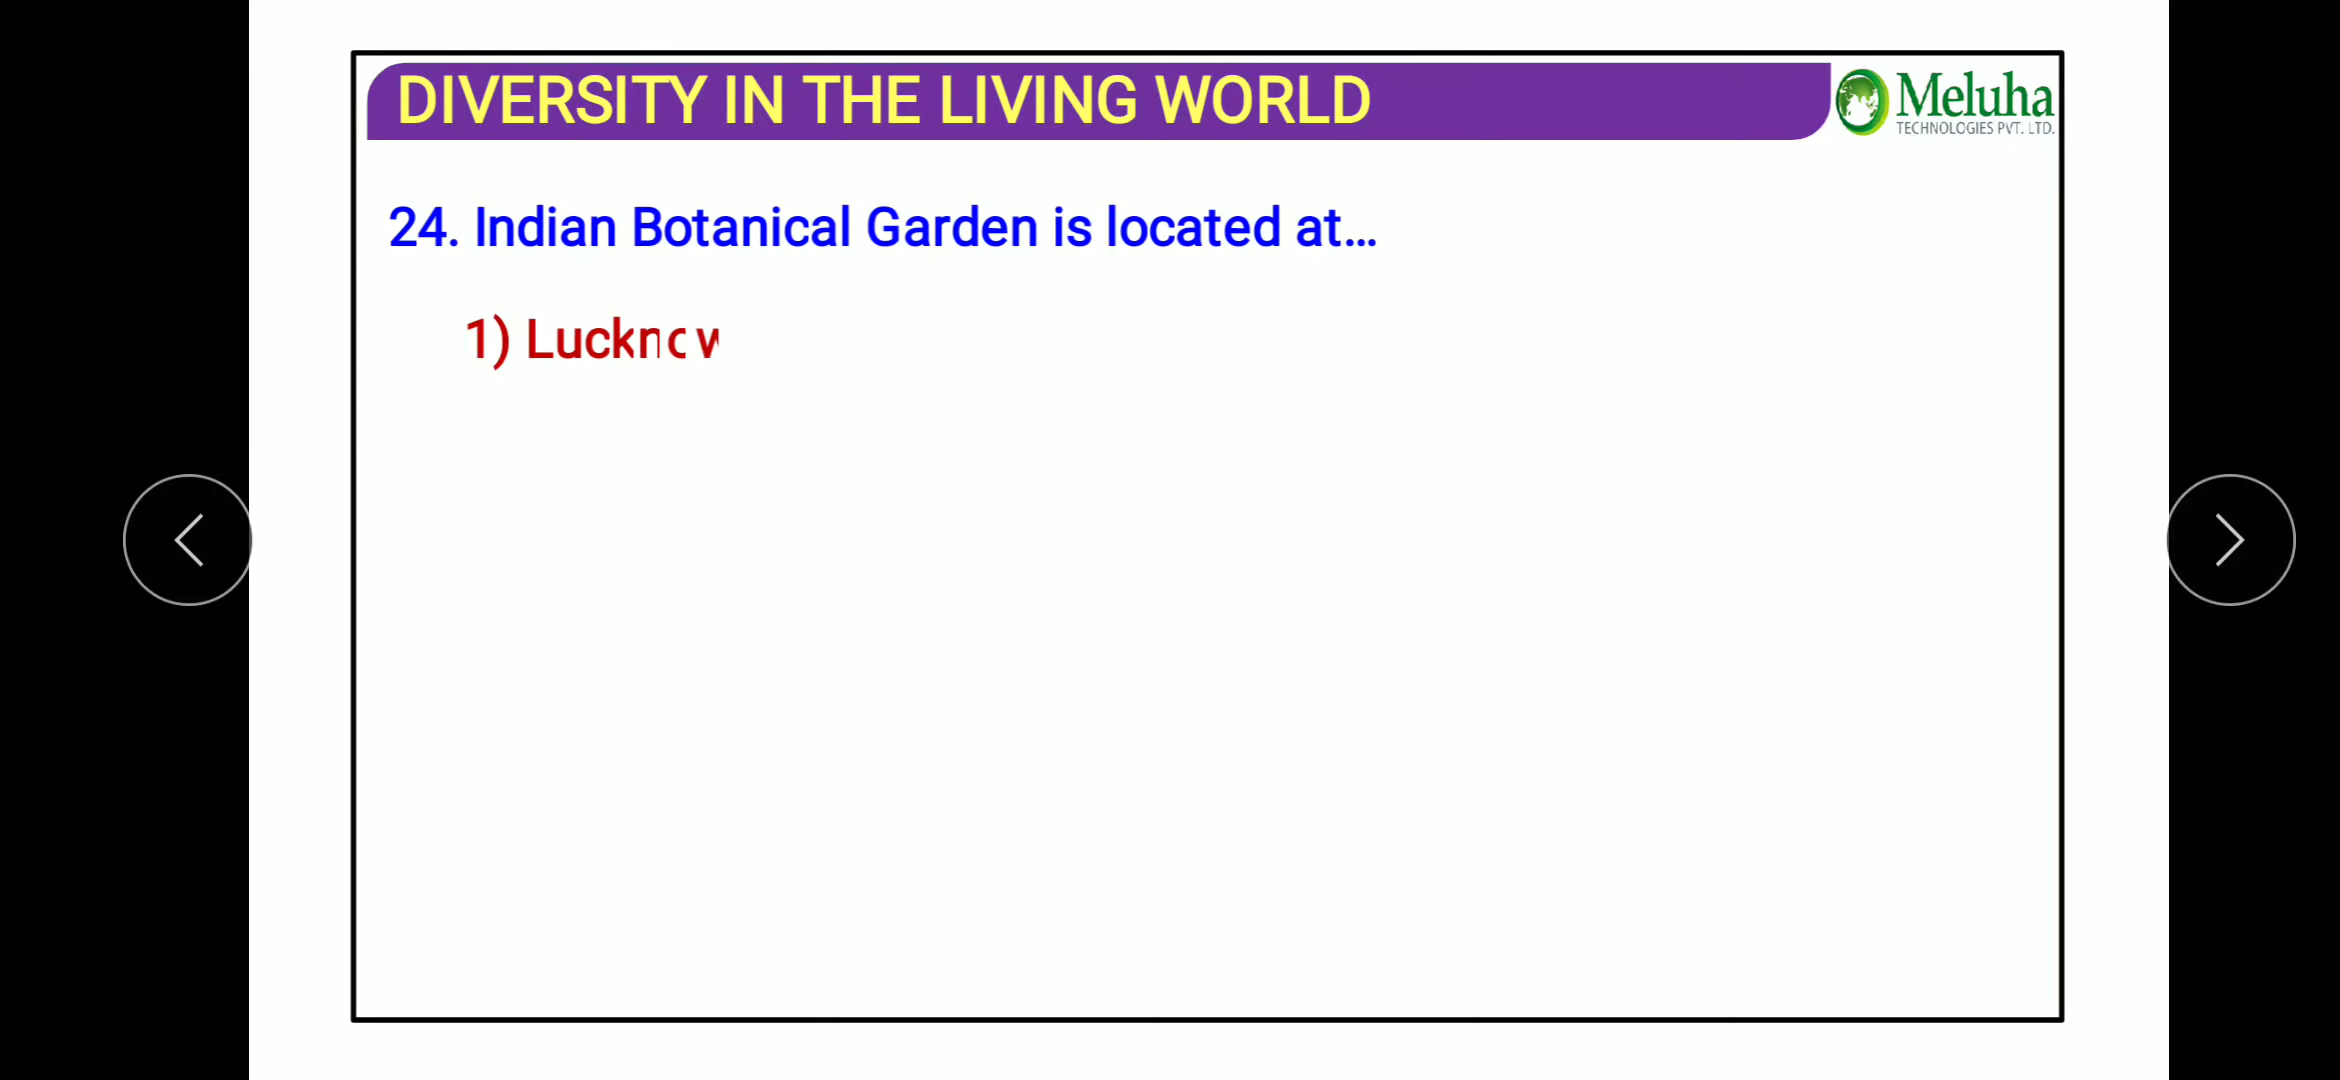 DIVERSITY IN THE LIVING WORLD
Meluha
TECHNOLOGIES PVT. LTD.
24. Indian Botanical Garden is located at...
1) Lucknow